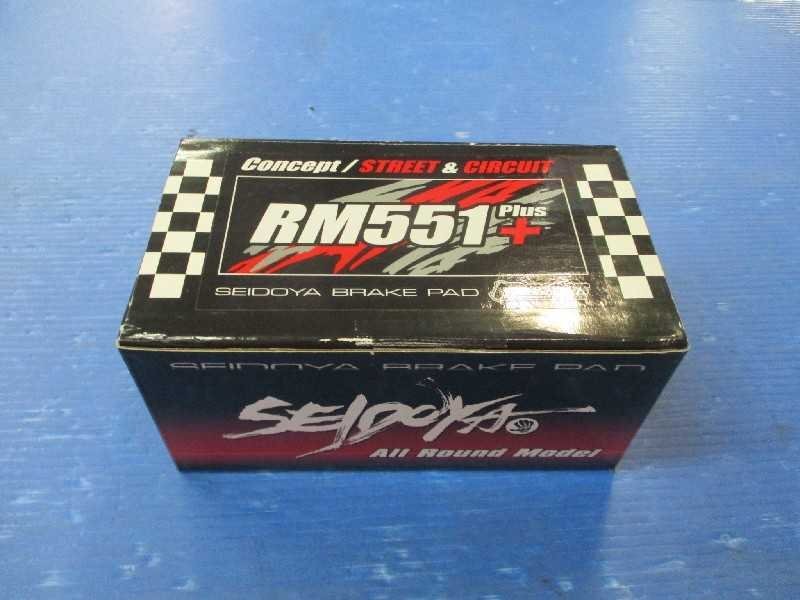 Concept / STREET & CIRCUIT
RM551 Plus +
SEIDOYA BRAKE PAD
SEIDOYA BRAKE PAD
SEIDOYA
All Round Model